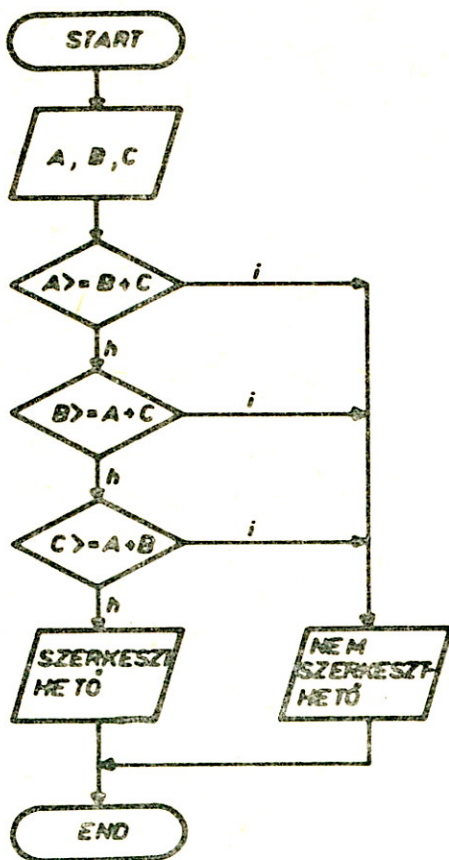 START
A, B, C
A>=B+C
i
h
B>=A+C
i
h
C>=A+B
i
h
SZERKESZT
HETŐ
NEM
SZERKESZT-
HETŐ
END